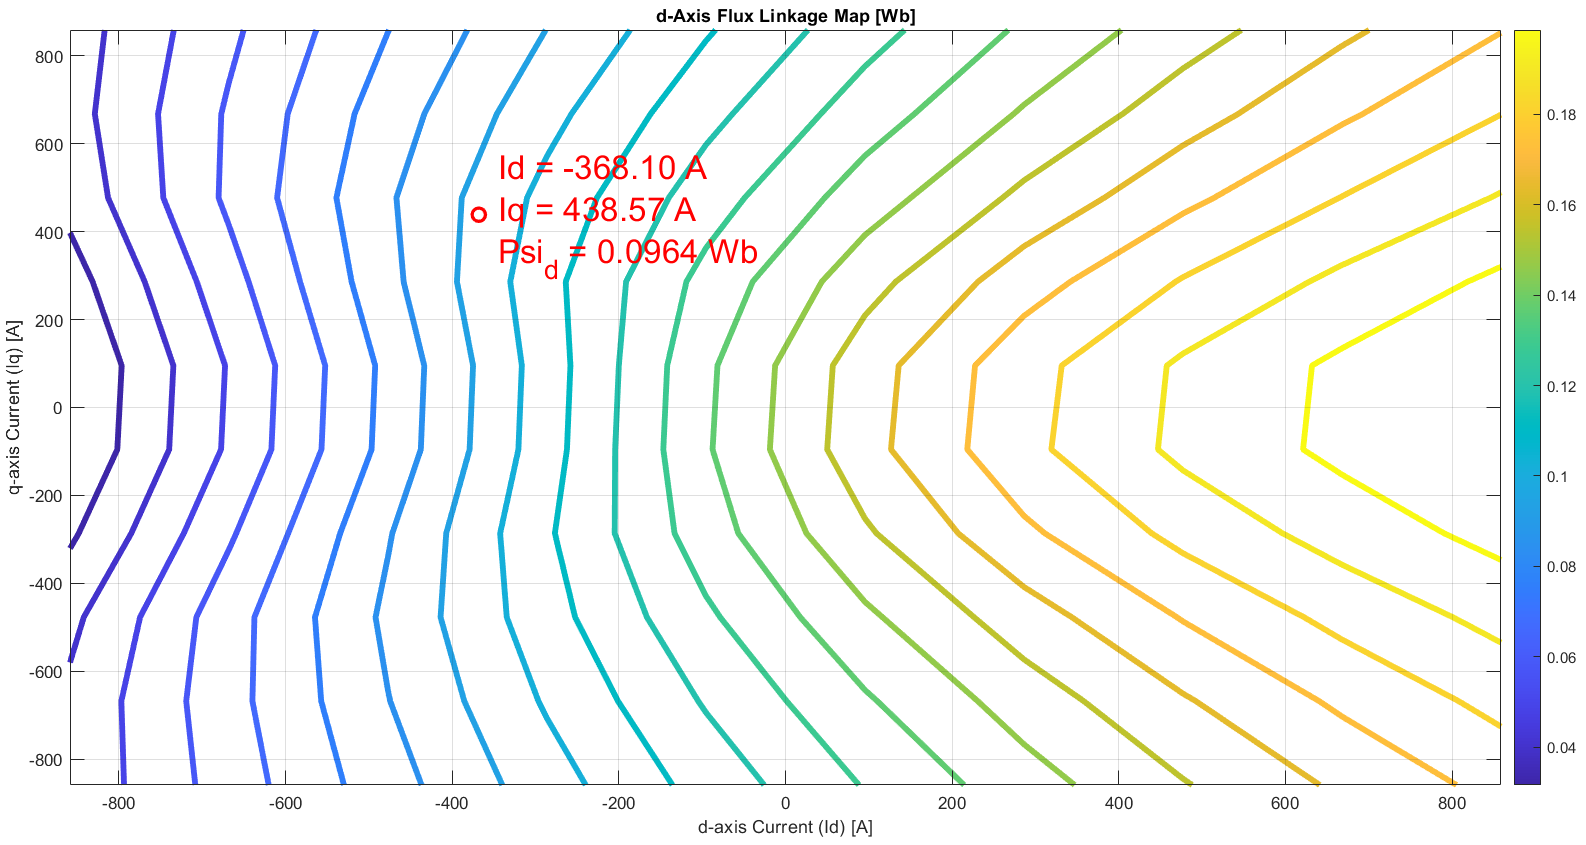 d-Axis Flux Linkage Map [Wb]
800
600
400
200
0
-200
-400
-600
-800
q-axis Current (Iq) [A]
Id = -368.10 A
Iq = 438.57 A
Psi_d = 0.0964 Wb
-800 -600 -400 -200 0 200 400 600 800
d-axis Current (Id) [A]
0.18
0.16
0.14
0.12
0.1
0.08
0.06
0.04